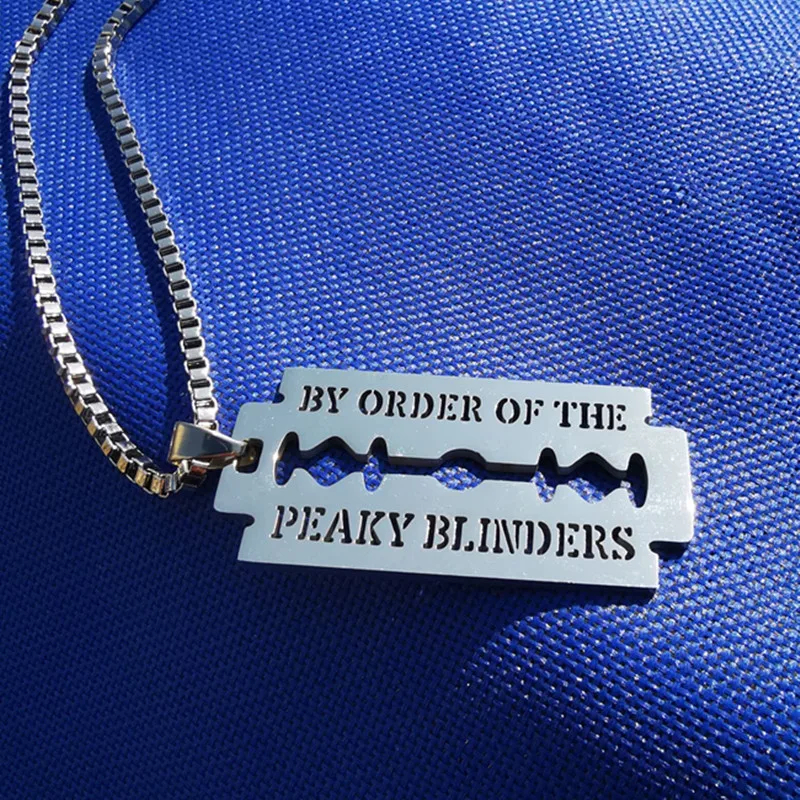 BY ORDER OF THE
PEAKY BLINDERS